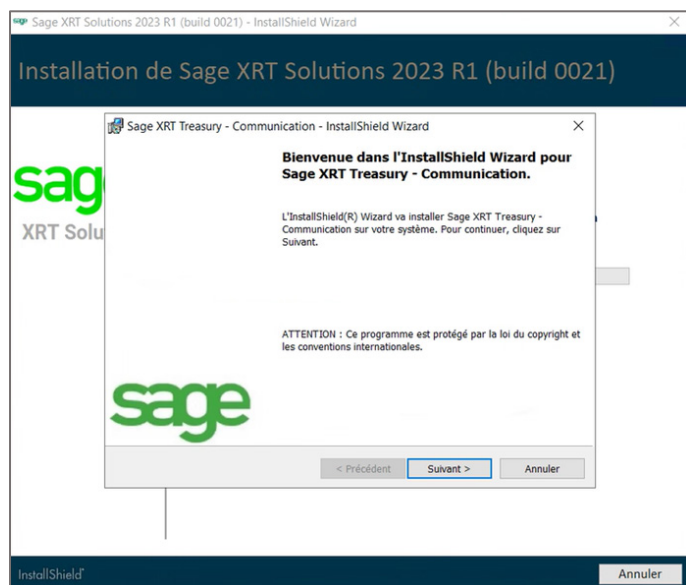 Sage XRT Solutions 2023 R1 (build 0021) - InstallShield Wizard
Installation de Sage XRT Solutions 2023 R1 (build 0021)
Sage XRT Treasury - Communication - InstallShield Wizard
Bienvenue dans l'InstallShield Wizard pour
Sage XRT Treasury - Communication.
sag
XRT Solu
L'InstallShield(R) Wizard va installer Sage XRT Treasury -
Communication sur votre système. Pour continuer, cliquez sur
Suivant.
ATTENTION : Ce programme est protégé par la loi du copyright et
les conventions internationales.
sage
< Précédent
Suivant >
Annuler
InstallShield
Annuler